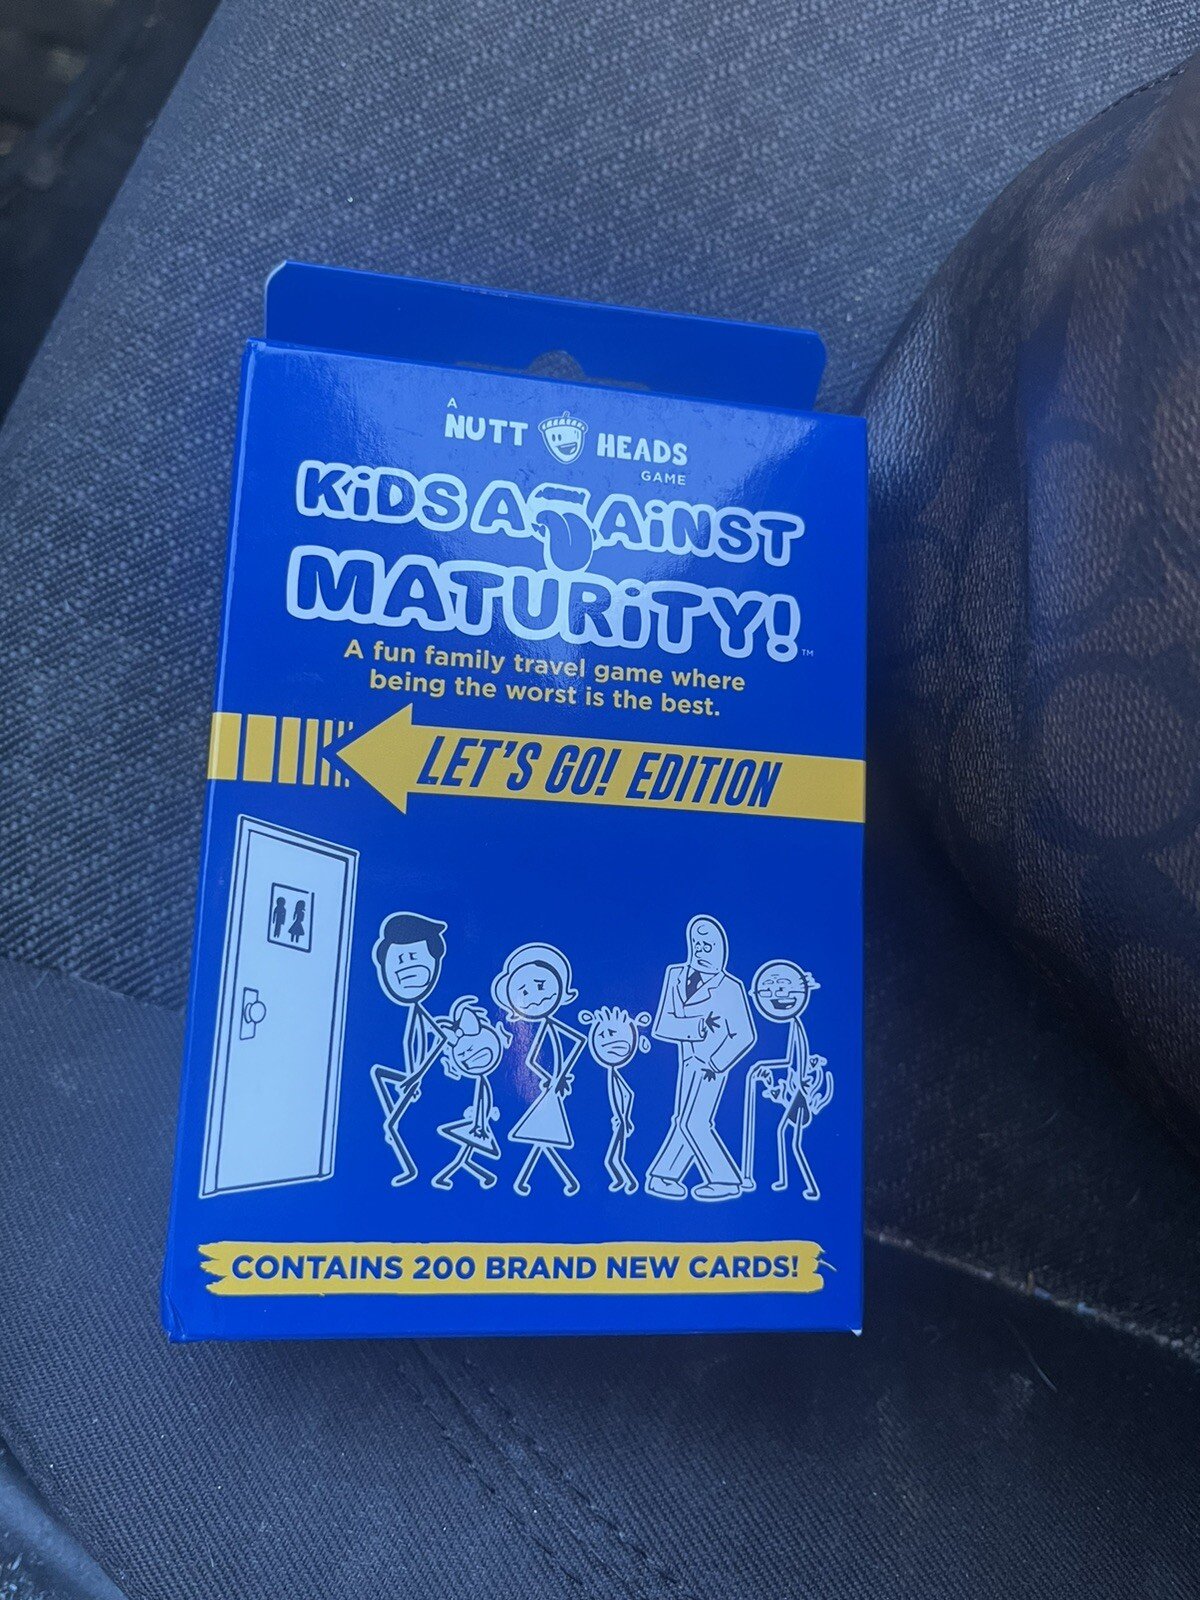 A
NUTT HEADS
GAME
KiDS AGAiNST
MATURiTY!™
A fun family travel game where
being the worst is the best.
LET'S GO! EDITION
CONTAINS 200 BRAND NEW CARDS!